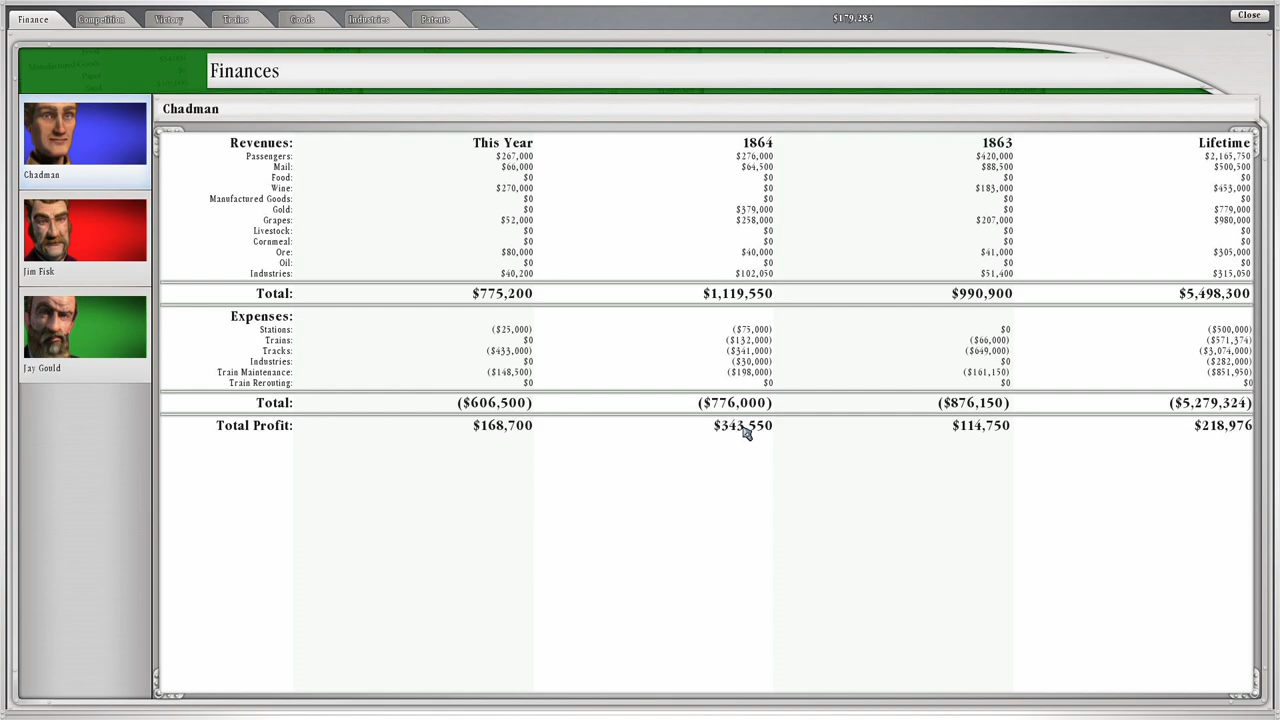 Finance Competition Victory Trains Goods Industries Patents $179,283 Close
Finances
Chadman
Chadman
Jim Fisk
Jay Gould
Revenues: This Year 1864 1863 Lifetime
Passengers: $267,000 $276,000 $420,000 $2,165,750
Mail: $66,000 $64,500 $88,500 $500,500
Food: $0 $0 $0 $0
Wine: $270,000 $0 $183,000 $453,000
Manufactured Goods: $0 $0 $0 $0
Gold: $0 $379,000 $0 $779,000
Grapes: $52,000 $258,000 $207,000 $980,000
Livestock: $0 $0 $0 $0
Cornmeal: $0 $0 $0 $0
Ore: $80,000 $40,000 $41,000 $305,000
Oil: $0 $0 $0 $0
Industries: $40,200 $102,050 $51,400 $315,050
Total: $775,200 $1,119,550 $990,900 $5,498,300
Expenses:
Stations: ($25,000) ($75,000) $0 ($500,000)
Trains: $0 ($132,000) ($66,000) ($571,374)
Tracks: ($433,000) ($341,000) ($649,000) ($3,074,000)
Industries: $0 ($30,000) $0 ($282,000)
Train Maintenance: ($148,500) ($198,000) ($161,150) ($851,950)
Train Rerouting: $0 $0 $0 $0
Total: ($606,500) ($776,000) ($876,150) ($5,279,324)
Total Profit: $168,700 $343,550 $114,750 $218,976